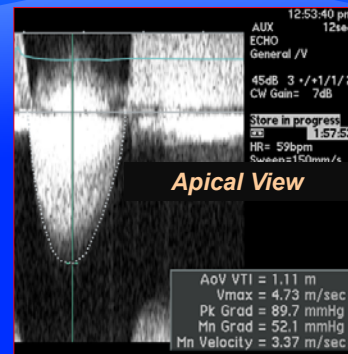 12:53:40 pm
AUX 12sec
ECHO
General /V
45dB 3 +/+1/1/
CW Gain= 7dB
Store in progress
1:57:53
HR= 59bpm
Sweep=150mm/s
Apical View
AoV VTI = 1.11 m
Vmax = 4.73 m/sec
Pk Grad = 89.7 mmHg
Mn Grad = 52.1 mmHg
Mn Velocity = 3.37 m/sec